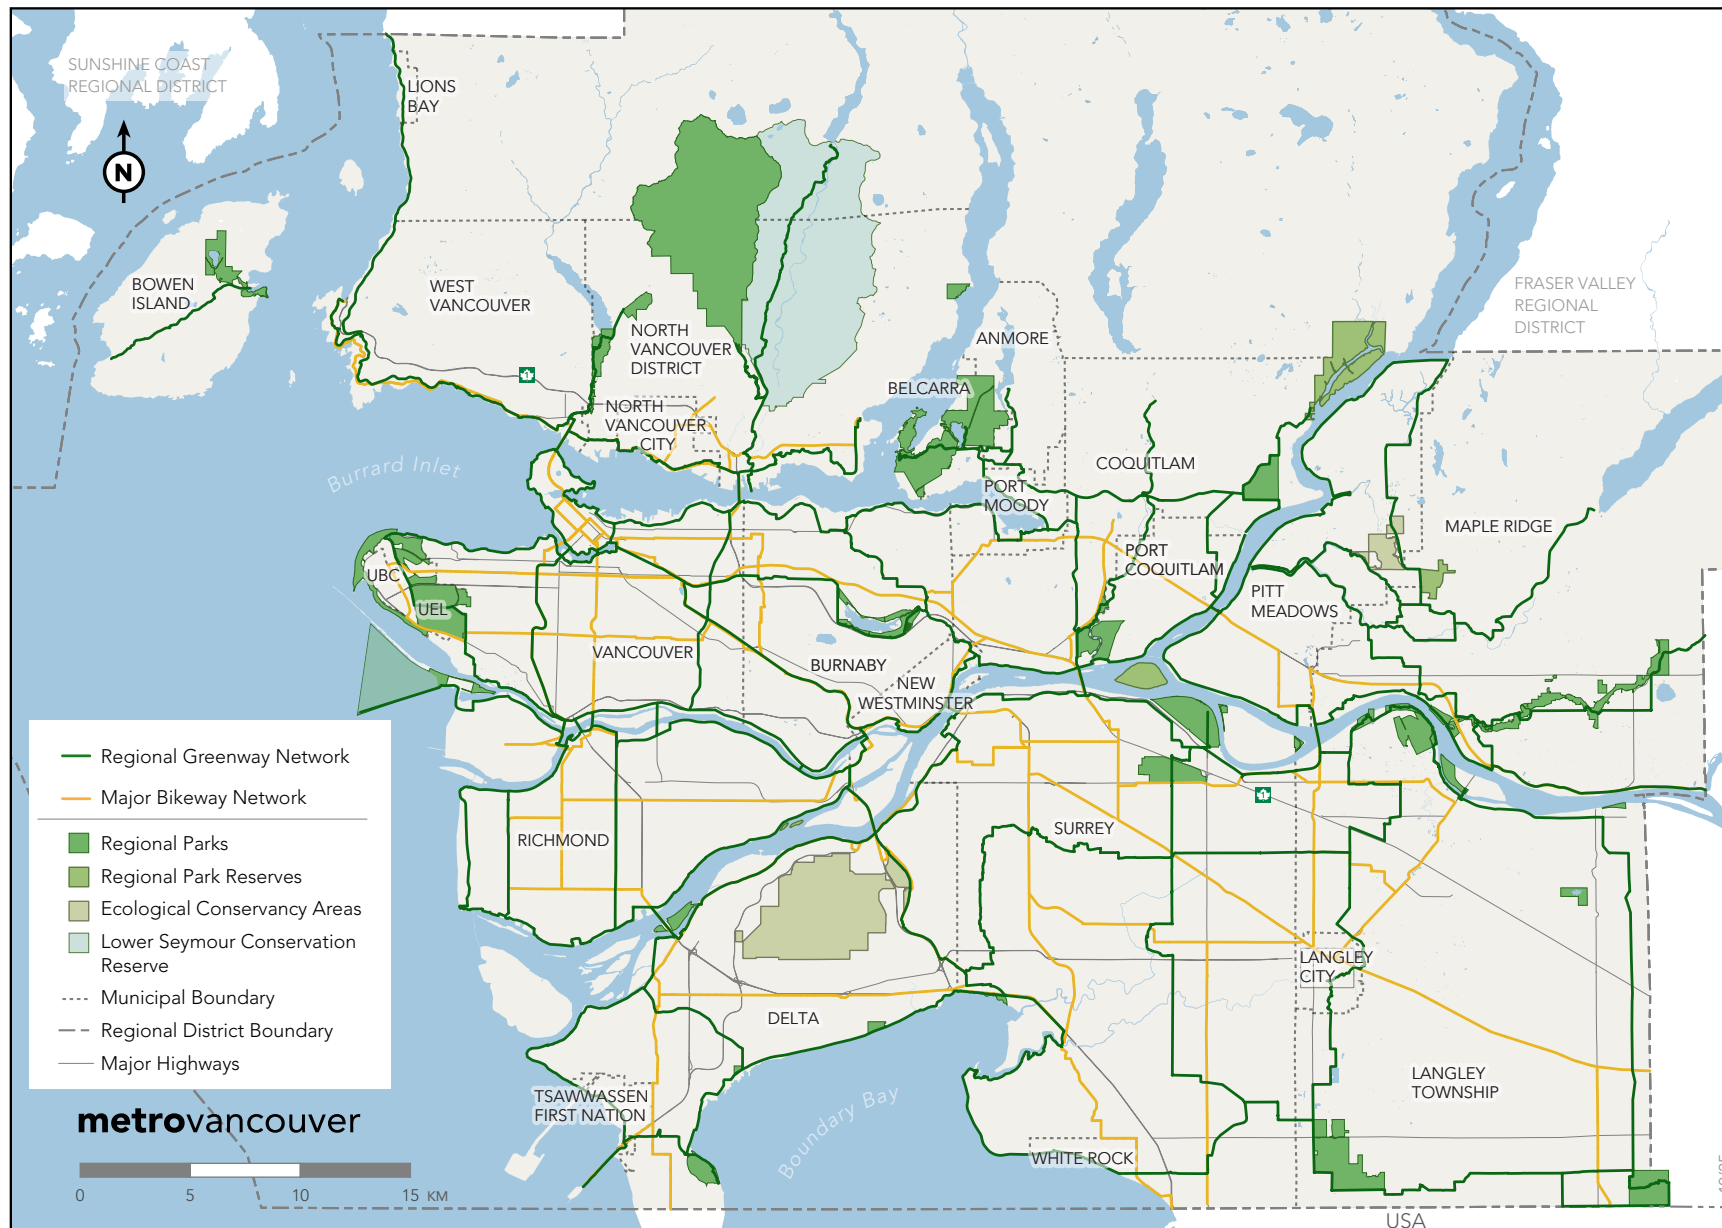 SUNSHINE COAST
REGIONAL DISTRICT
LIONS
BAY
N
BOWEN
ISLAND
WEST
VANCOUVER
NORTH
VANCOUVER
DISTRICT
ANMORE
FRASER VALLEY
REGIONAL
DISTRICT
1
BELCARRA
NORTH
VANCOUVER
CITY
Burrard Inlet
COQUITLAM
PORT
MOODY
MAPLE RIDGE
PORT
COQUITLAM
UBC
UEL
PITT
MEADOWS
VANCOUVER
BURNABY
NEW
WESTMINSTER
Regional Greenway Network
Major Bikeway Network
Regional Parks
Regional Park Reserves
Ecological Conservancy Areas
Lower Seymour Conservation
Reserve
Municipal Boundary
Regional District Boundary
Major Highways
1
RICHMOND
SURREY
LANGLEY
CITY
DELTA
TSAWWASSEN
FIRST NATION
LANGLEY
TOWNSHIP
Boundary Bay
WHITE ROCK
metrovancouver
0 5 10 15 KM
USA